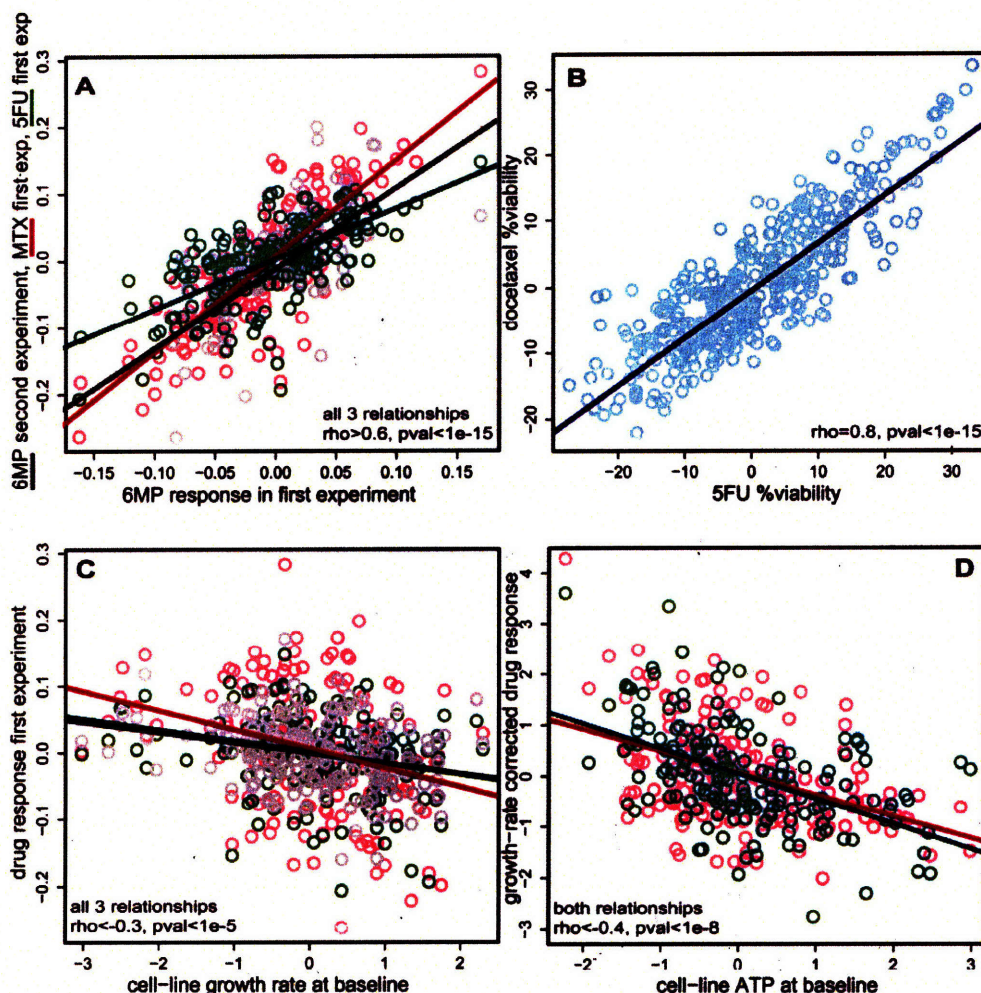 6MP second experiment, MTX first exp, 5FU first exp
0.3
0.2
0.1
0.0
−0.1
−0.2
A
all 3 relationships
rho>0.6, pval<1e-15
−0.15 −0.10 −0.05 0.00 0.05 0.10 0.15
6MP response in first experiment
docetaxel %viability
30
20
10
0
−10
−20
B
rho=0.8, pval<1e-15
−20 −10 0 10 20 30
5FU %viability
drug response first experiment
0.3
0.2
0.1
0.0
−0.1
−0.2
C
all 3 relationships
rho<-0.3, pval<1e-5
−3 −2 −1 0 1 2
cell-line growth rate at baseline
growth-rate corrected drug response
4
3
2
1
0
−1
−2
−3
D
both relationships
rho<-0.4, pval<1e-8
−2 −1 0 1 2 3
cell-line ATP at baseline